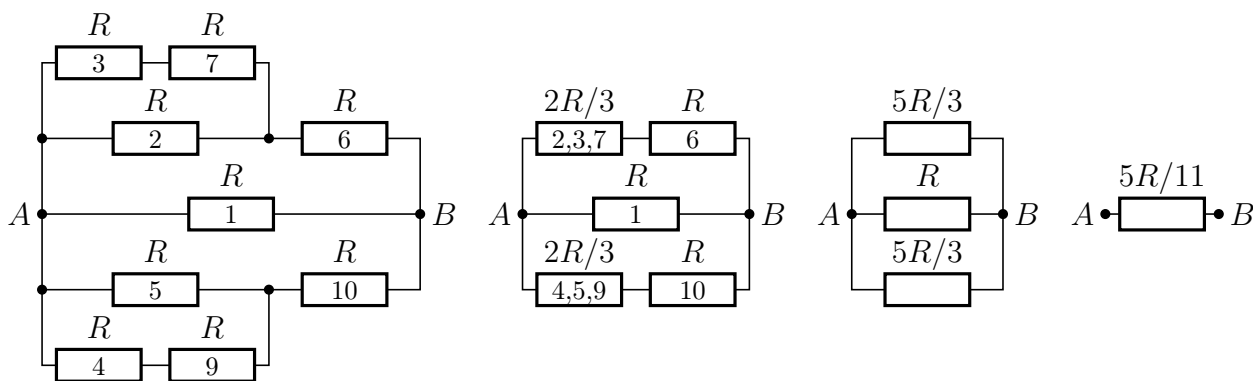 R R
3 7
R R
2 6
R
A 1 B
R R
5 10
R R
4 9
2R/3 R
2,3,7 6
R
A 1 B
2R/3 R
4,5,9 10
5R/3
R
A B
5R/3
5R/11
A B